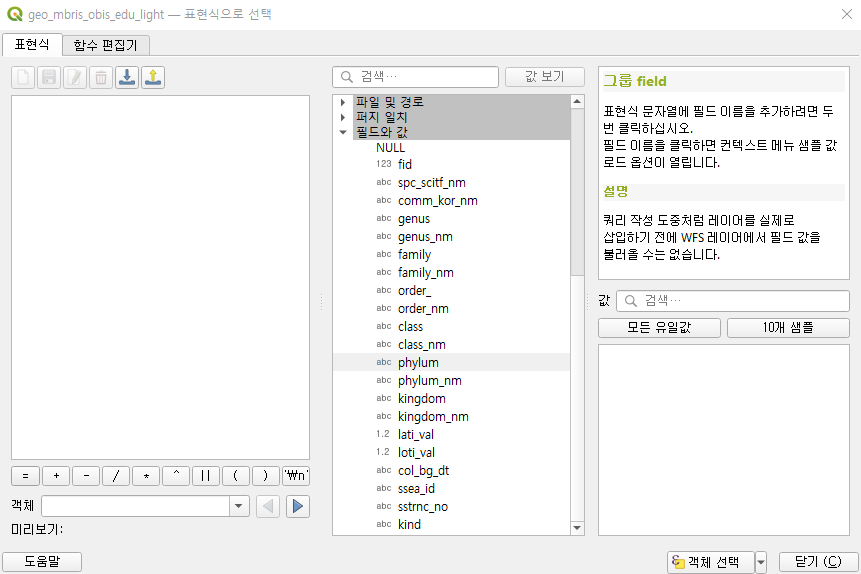 geo_mbris_obis_edu_light — 표현식으로 선택
표현식
함수 편집기
검색…
값 보기
파일 및 경로
퍼지 일치
필드와 값
NULL
123 fid
abc spc_scitf_nm
abc comm_kor_nm
abc genus
abc genus_nm
abc family
abc family_nm
abc order_
abc order_nm
abc class
abc class_nm
abc phylum
abc phylum_nm
abc kingdom
abc kingdom_nm
1.2 lati_val
1.2 loti_val
abc col_bg_dt
abc ssea_id
abc sstrnc_no
abc kind
그룹 field
표현식 문자열에 필드 이름을 추가하려면 두
번 클릭하십시오.
필드 이름을 클릭하면 컨텍스트 메뉴 샘플 값
로드 옵션이 열립니다.
설명
쿼리 작성 도중처럼 레이어를 실제로
삽입하기 전에 WFS 레이어에서 필드 값을
불러올 수는 없습니다.
값 검색…
모든 유일값
10개 샘플
= + - / * ^ || ( ) '₩n'
객체
미리보기:
도움말
객체 선택
닫기 (C)